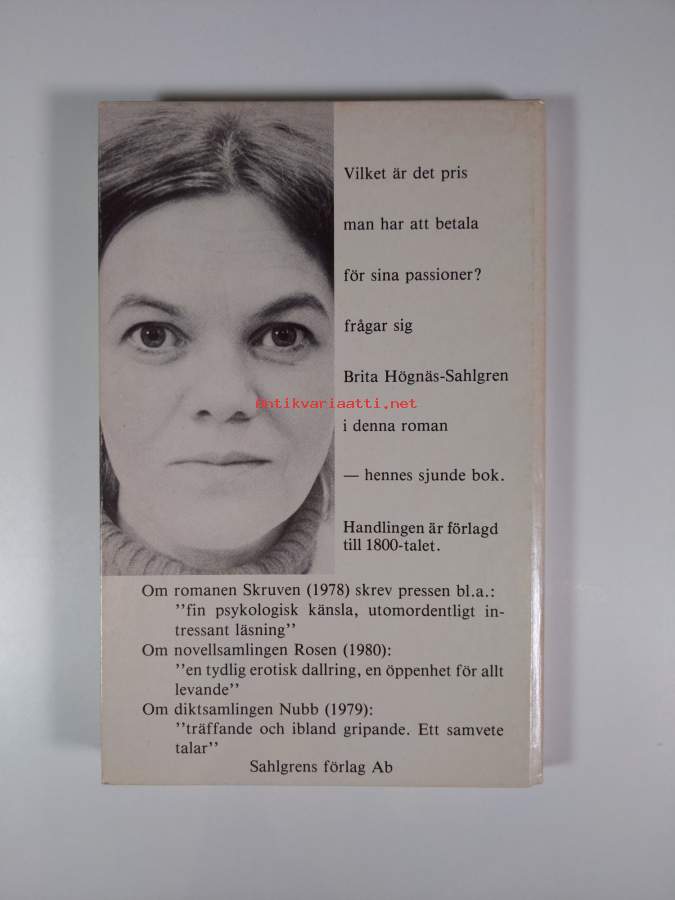 Vilket är det pris
man har att betala
för sina passioner?
frågar sig
Brita Högnäs-Sahlgren
antikvariaatti.net
i denna roman
— hennes sjunde bok.
Handlingen är förlagd
till 1800-talet.
Om romanen Skruven (1978) skrev pressen bl.a.:
”fin psykologisk känsla, utomordentligt in-
tressant läsning”
Om novellsamlingen Rosen (1980):
”en tydlig erotisk dallring, en öppenhet för allt
levande”
Om diktsamlingen Nubb (1979):
”träffande och ibland gripande. Ett samvete
talar”
Sahlgrens förlag Ab